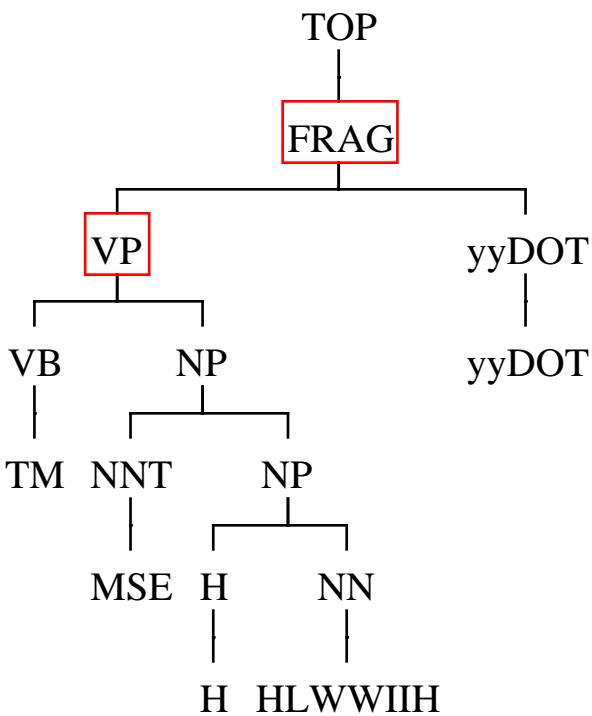 TOP
FRAG
VP yyDOT
VB NP yyDOT
TM NNT NP
MSE H NN
H HLWWIIH